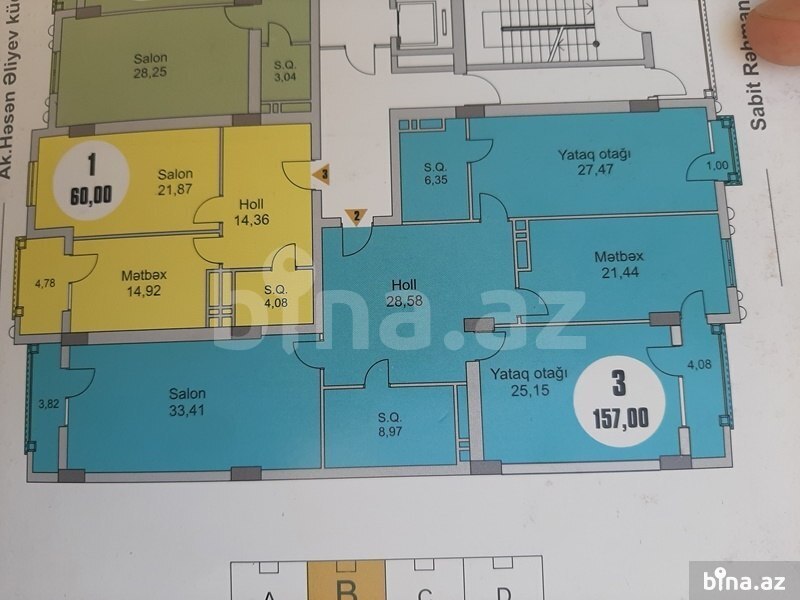 Ak.Həsən Əliyev
Salon
28,25
S.Q.
3,04
Sabit
1
60,00
Salon
21,87
Holl
14,36
3
2
S.Q.
6,35
Yataq otağı
27,47
1,00
4,78
Mətbəx
14,92
S.Q.
4,08
Holl
28,58
Mətbəx
21,44
3,82
Salon
33,41
S.Q.
8,97
Yataq otağı
25,15
3
157,00
4,08
A
B
C
D
bina.az
bina.az